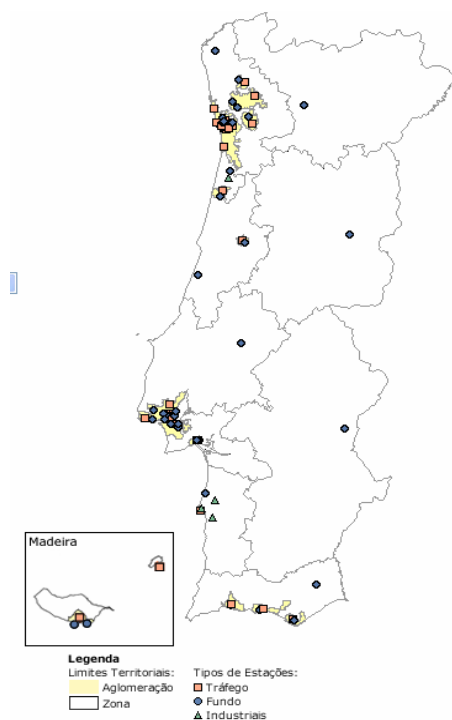 Madeira
Legenda
Limites Territoriais:
Aglomeração
Zona
Tipos de Estações:
Tráfego
Fundo
Industriais